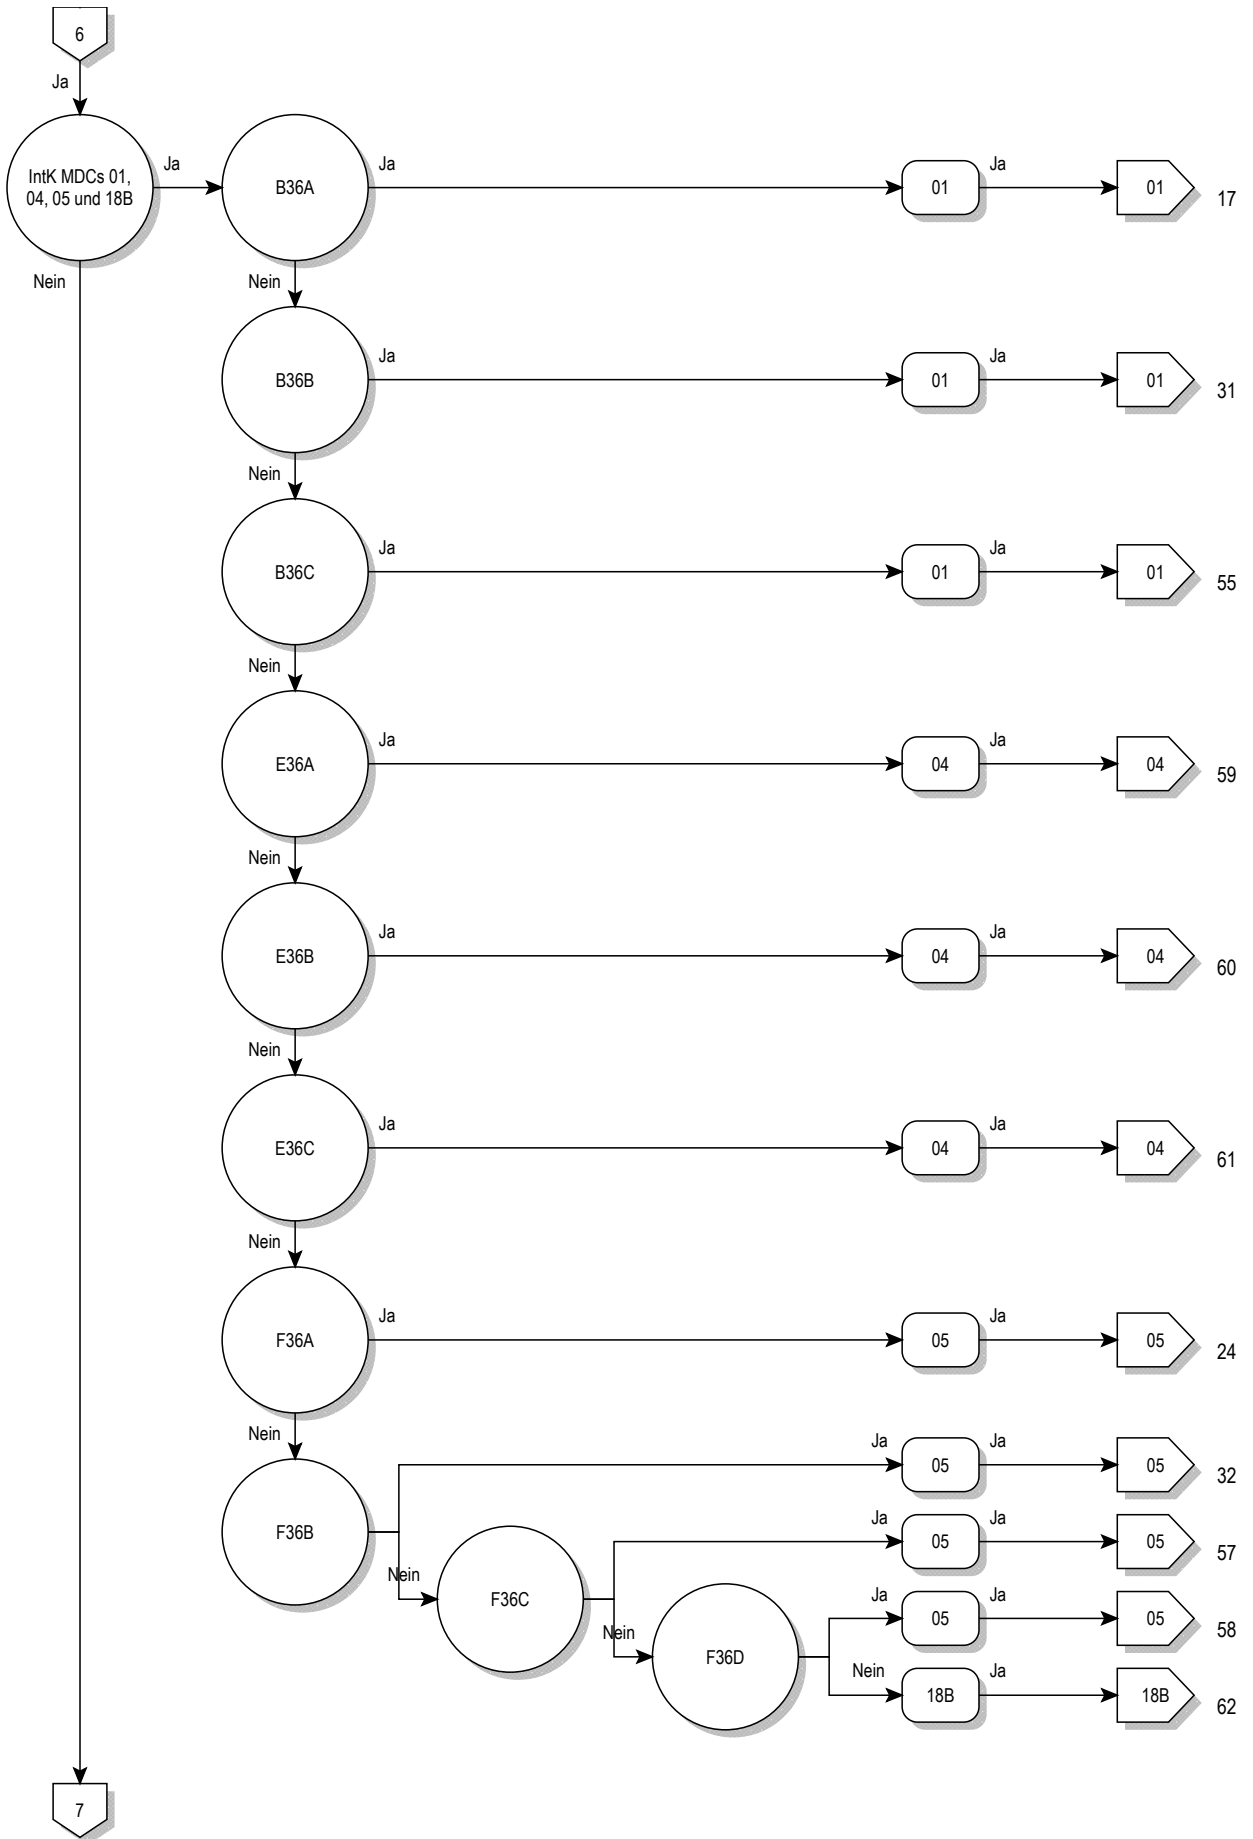 6
Ja
IntK MDCs 01,
04, 05 und 18B
Ja
Nein
B36A
Ja
01
Ja
01
17
Nein
B36B
Ja
01
Ja
01
31
Nein
B36C
Ja
01
Ja
01
55
Nein
E36A
Ja
04
Ja
04
59
Nein
E36B
Ja
04
Ja
04
60
Nein
E36C
Ja
04
Ja
04
61
Nein
F36A
Ja
05
Ja
05
24
Nein
F36B
Ja
05
Ja
05
32
Nein
F36C
Ja
05
Ja
05
57
Nein
F36D
Ja
05
Ja
05
58
Nein
18B
Ja
18B
62
7